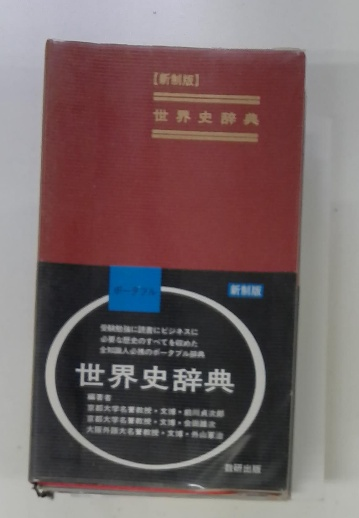 【新制版】
世界史辞典
ポータブル
新制版
受験勉強に読書にビジネスに
必要な歴史のすべてを収めた
全知識人必携のポータブル辞典
世界史辞典
編著者
京都大学名誉教授・文博・前川貞次郎
京都大学名誉教授・文博・会田雄次
大阪外語大名誉教授・文博・外山軍治
数研出版